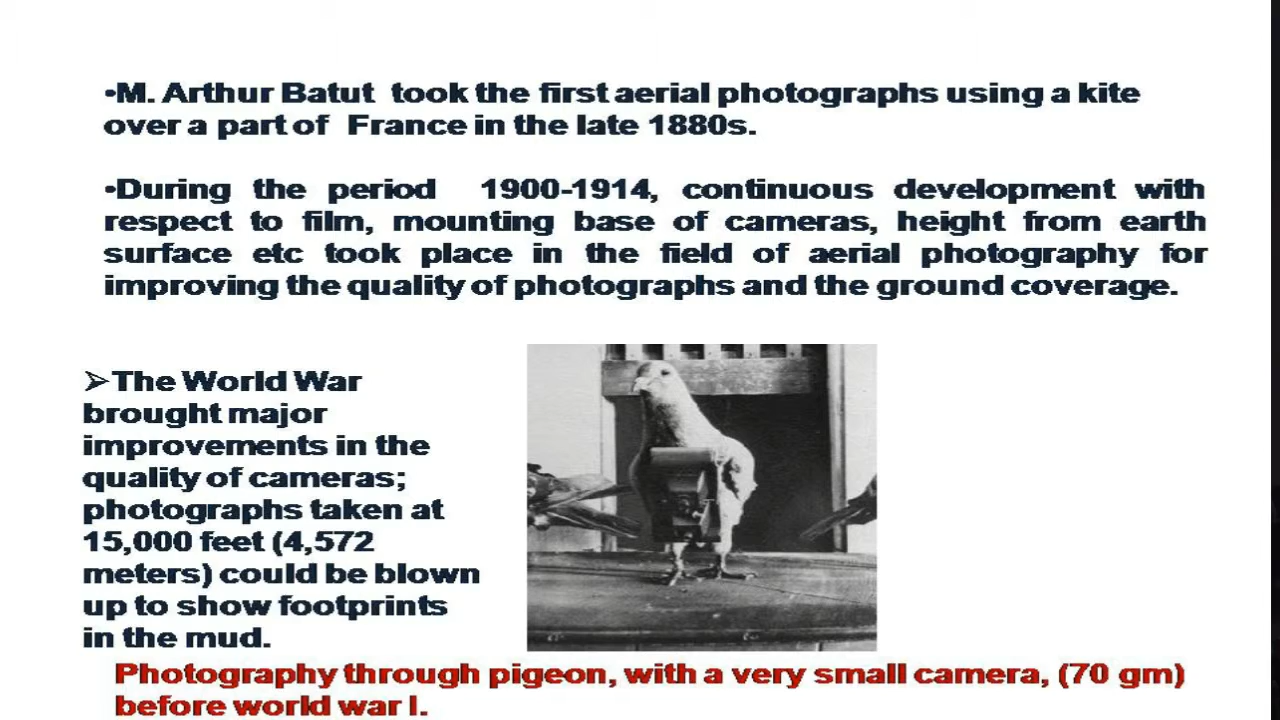 •M. Arthur Batut took the first aerial photographs using a kite
over a part of France in the late 1880s.
•During the period 1900-1914, continuous development with
respect to film, mounting base of cameras, height from earth
surface etc took place in the field of aerial photography for
improving the quality of photographs and the ground coverage.
➢The World War
brought major
improvements in the
quality of cameras;
photographs taken at
15,000 feet (4,572
meters) could be blown
up to show footprints
in the mud.
Photography through pigeon, with a very small camera, (70 gm)
before world war I.